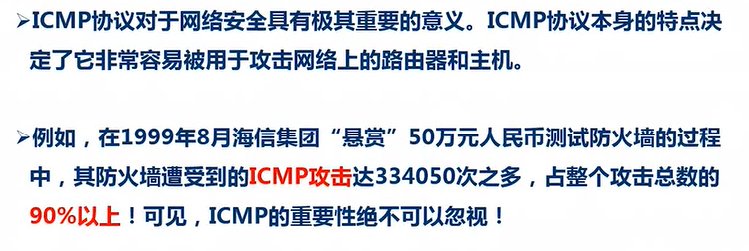 ➢ICMP协议对于网络安全具有极其重要的意义。ICMP协议本身的特点决
定了它非常容易被用于攻击网络上的路由器和主机。
➢例如，在1999年8月海信集团“悬赏”50万元人民币测试防火墙的过程
中，其防火墙遭受到的ICMP攻击达334050次之多，占整个攻击总数的
90%以上！可见，ICMP的重要性绝不可以忽视！